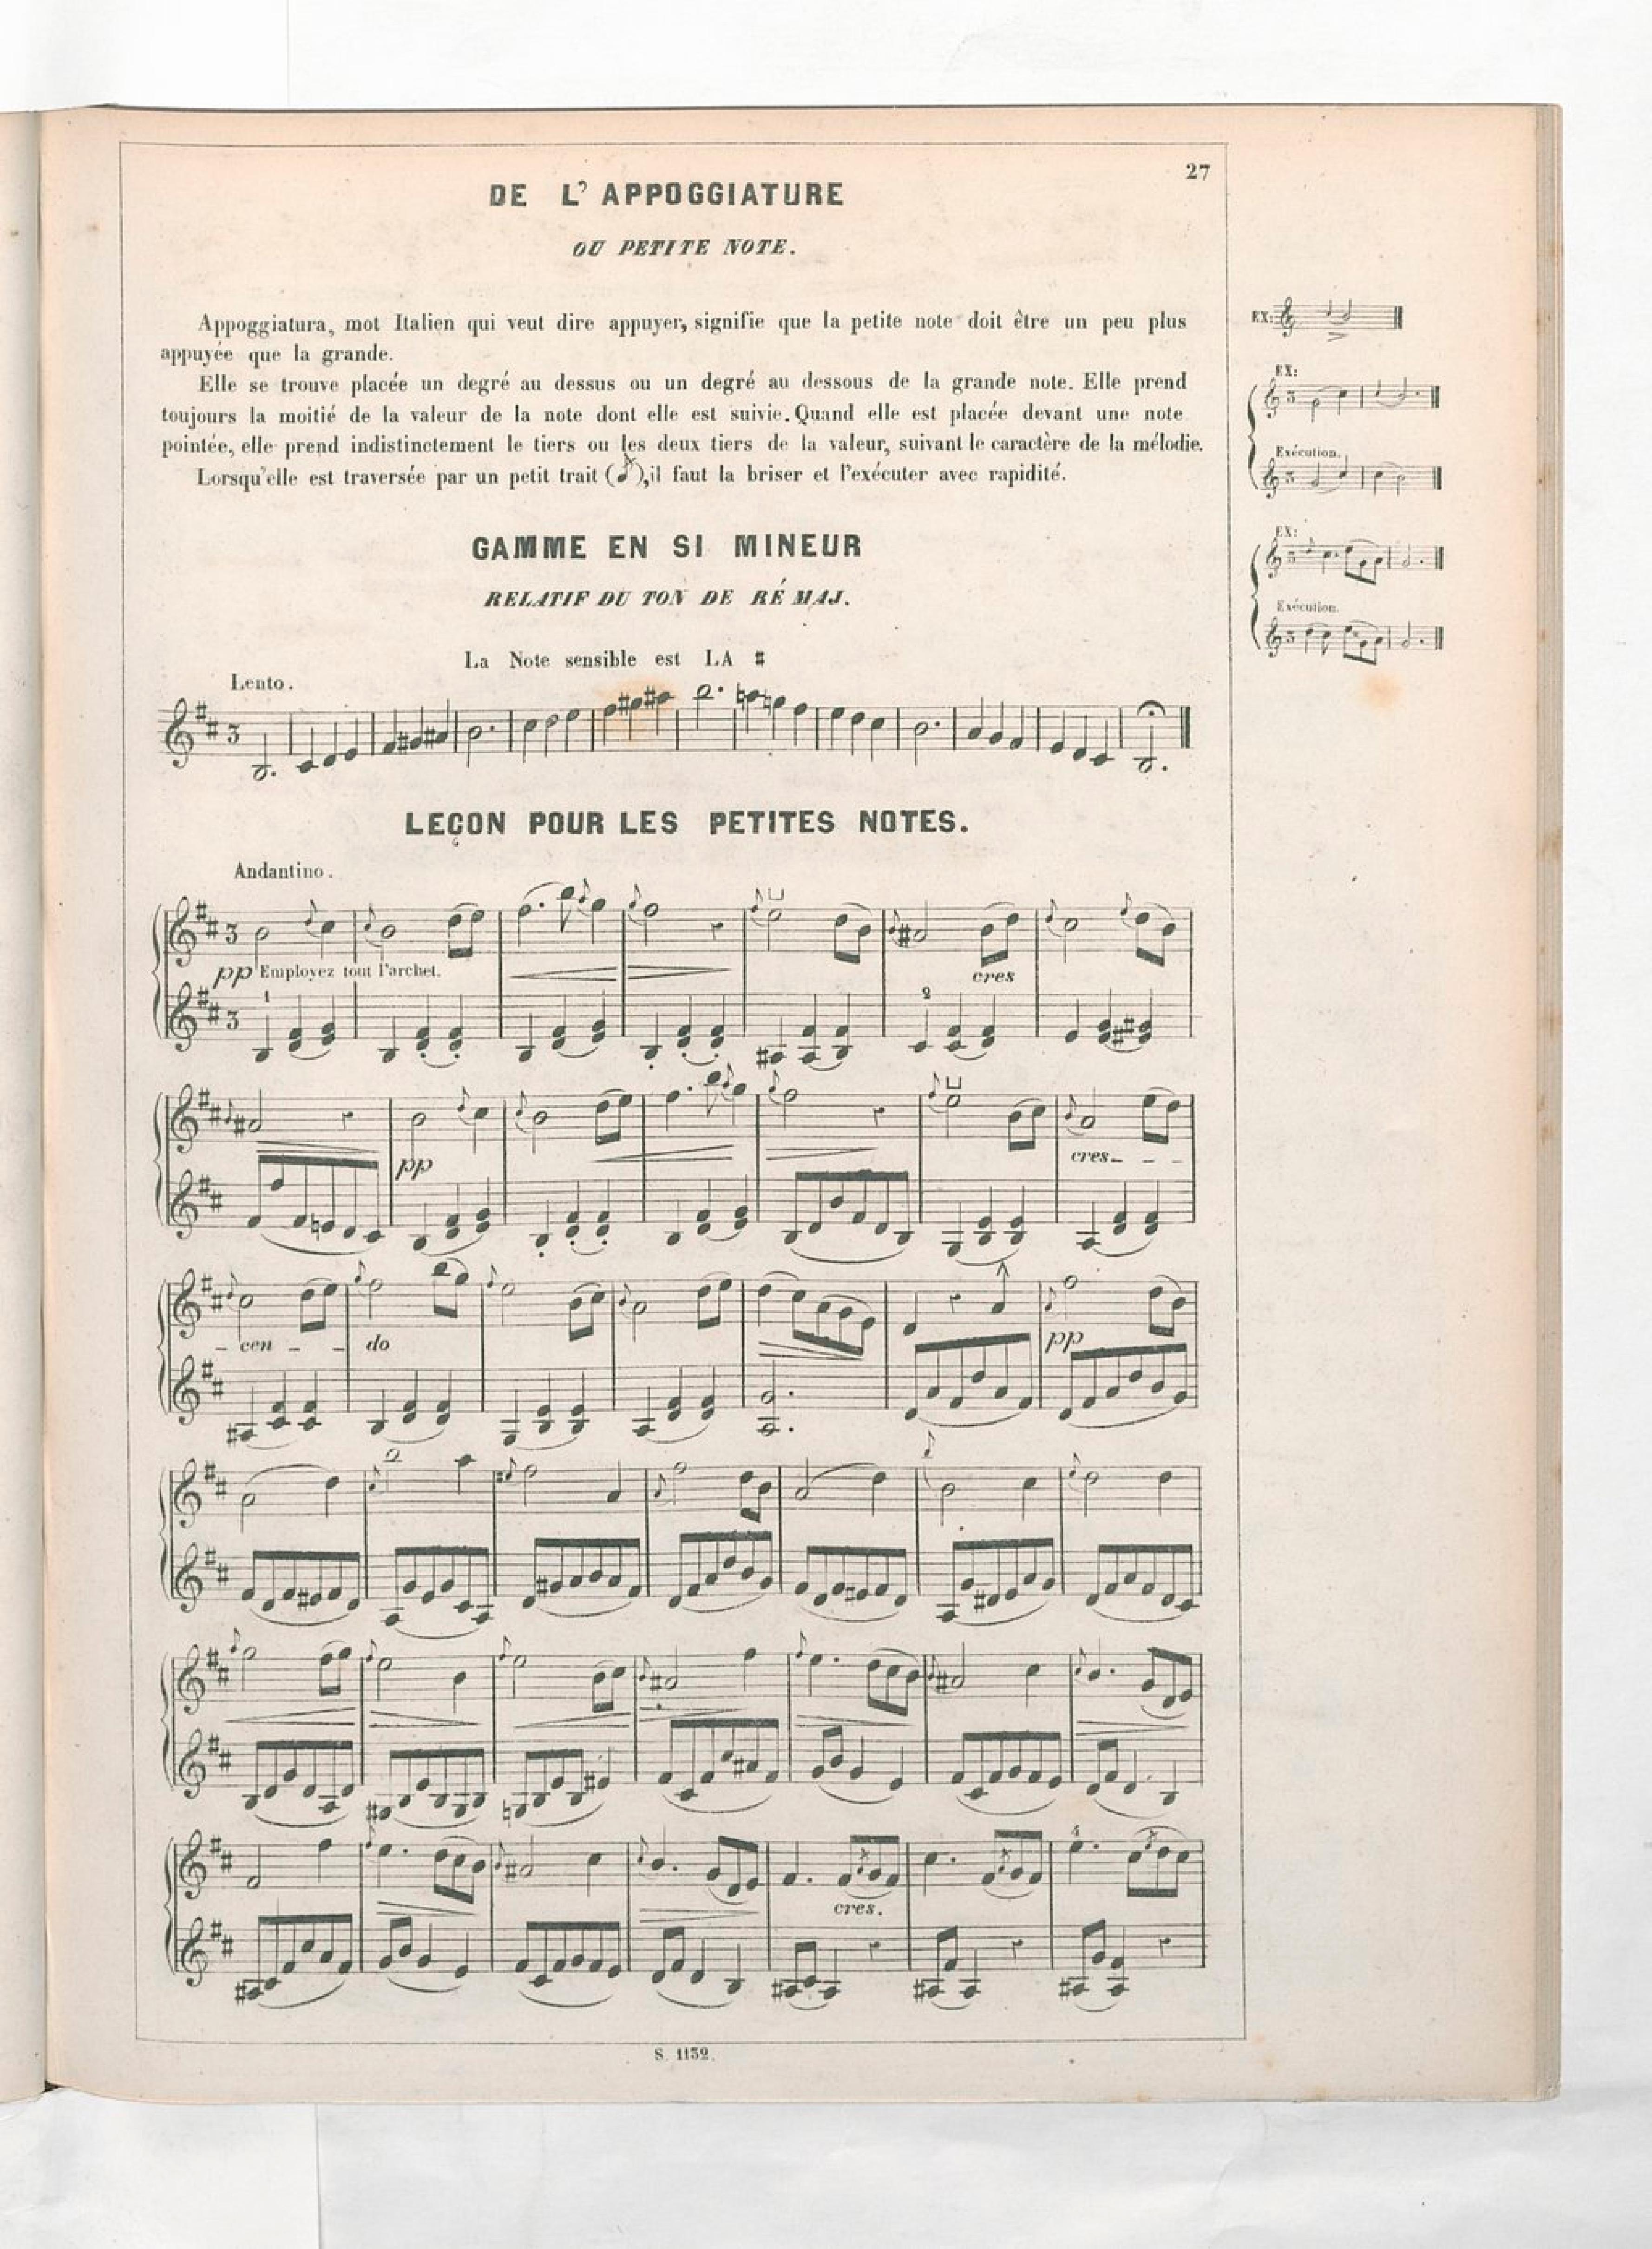 27
DE L'APPOGGIATURE
OU PETITE NOTE.
Appoggiatura, mot Italien qui veut dire appuyer, signifie que la petite note doit être un peu plus
appuyée que la grande.
Elle se trouve placée un degré au dessus ou un degré au dessous de la grande note. Elle prend
toujours la moitié de la valeur de la note dont elle est suivie. Quand elle est placée devant une note
pointée, elle prend indistinctement le tiers ou les deux tiers de la valeur, suivant le caractère de la mélodie.
Lorsqu'elle est traversée par un petit trait (♪), il faut la briser et l'exécuter avec rapidité.
EX:
EX:
Exécution.
EX:
Exécution.
GAMME EN SI MINEUR
RELATIF DU TON DE RÉ MAJ.
La Note sensible est LA #
Lento.
3
LEÇON POUR LES PETITES NOTES.
Andantino.
3
pp Employez tout l'archet.
cres
1 2
3
pp
cres - - -
- cen - - do
pp
4
cres.
S. 1132.